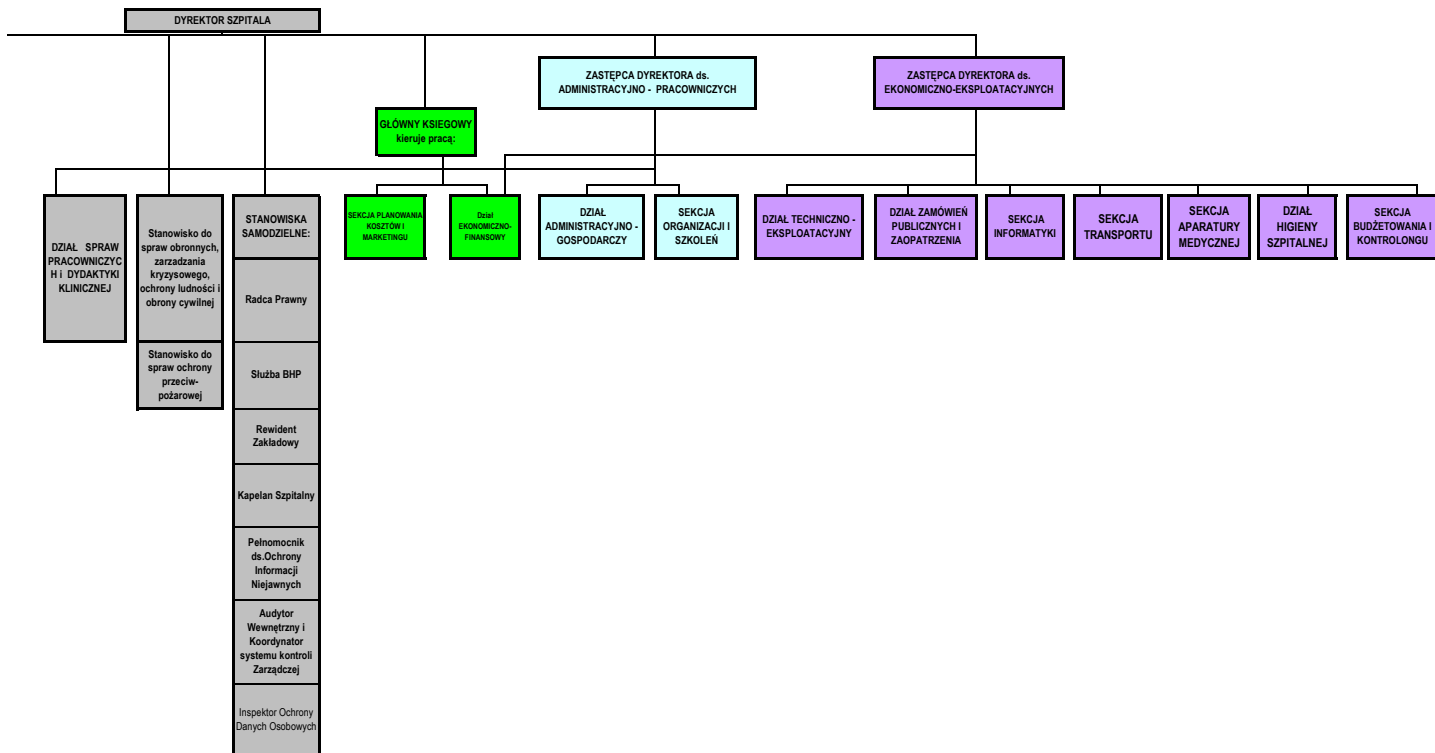 DYREKTOR SZPITALA
ZASTĘPCA DYREKTORA ds.
ADMINISTRACYJNO - PRACOWNICZYCH
ZASTĘPCA DYREKTORA ds.
EKONOMICZNO-EKSPLOATACYJNYCH
GŁÓWNY KSIEGOWY
kieruje pracą:
DZIAŁ SPRAW
PRACOWNICZYC
H i DYDAKTYKI
KLINICZNEJ
Stanowisko do
spraw obronnych,
zarzadzania
kryzysowego,
ochrony ludności i
obrony cywilnej
Stanowisko do
spraw ochrony
przeciw-
pożarowej
STANOWISKA
SAMODZIELNE:
Radca Prawny
Służba BHP
Rewident
Zakładowy
Kapelan Szpitalny
Pełnomocnik
ds.Ochrony
Informacji
Niejawnych
Audytor
Wewnętrzny i
Koordynator
systemu kontroli
Zarządczej
Inspektor Ochrony
Danych Osobowych
SEKCJA PLANOWANIA
KOSZTÓW I
MARKETINGU
Dział
EKONOMICZNO-
FINANSOWY
DZIAŁ
ADMINISTRACYJNO -
GOSPODARCZY
SEKCJA
ORGANIZACJI I
SZKOLEŃ
DZIAŁ TECHNICZNO -
EKSPLOATACYJNY
DZIAŁ ZAMÓWIEŃ
PUBLICZNYCH I
ZAOPATRZENIA
SEKCJA
INFORMATYKI
SEKCJA
TRANSPORTU
SEKCJA
APARATURY
MEDYCZNEJ
DZIAŁ
HIGIENY
SZPITALNEJ
SEKCJA
BUDŻETOWANIA I
KONTROLONGU